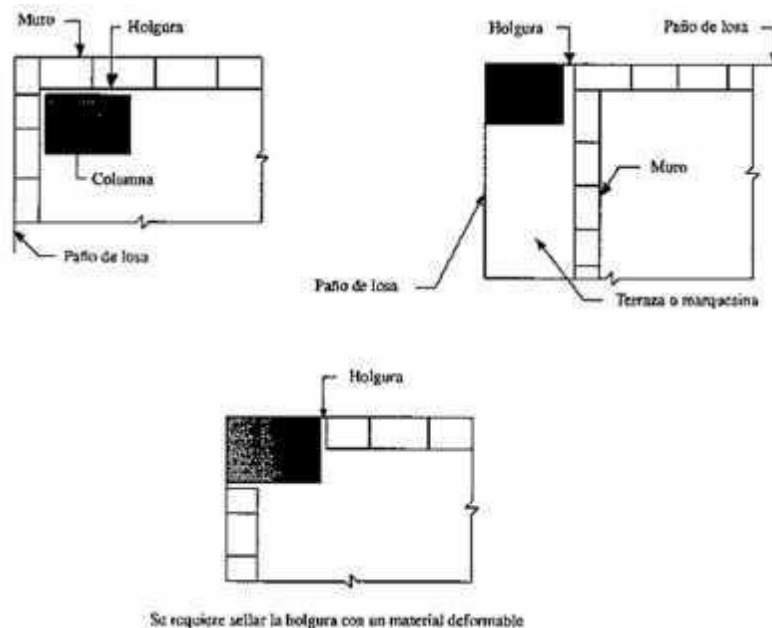 Muro
Holgura
Columna
Paño de losa
Holgura
Paño de losa
Muro
Paño de losa
Terraza o marquesina
Holgura
Se requiere sellar la holgura con un material deformable